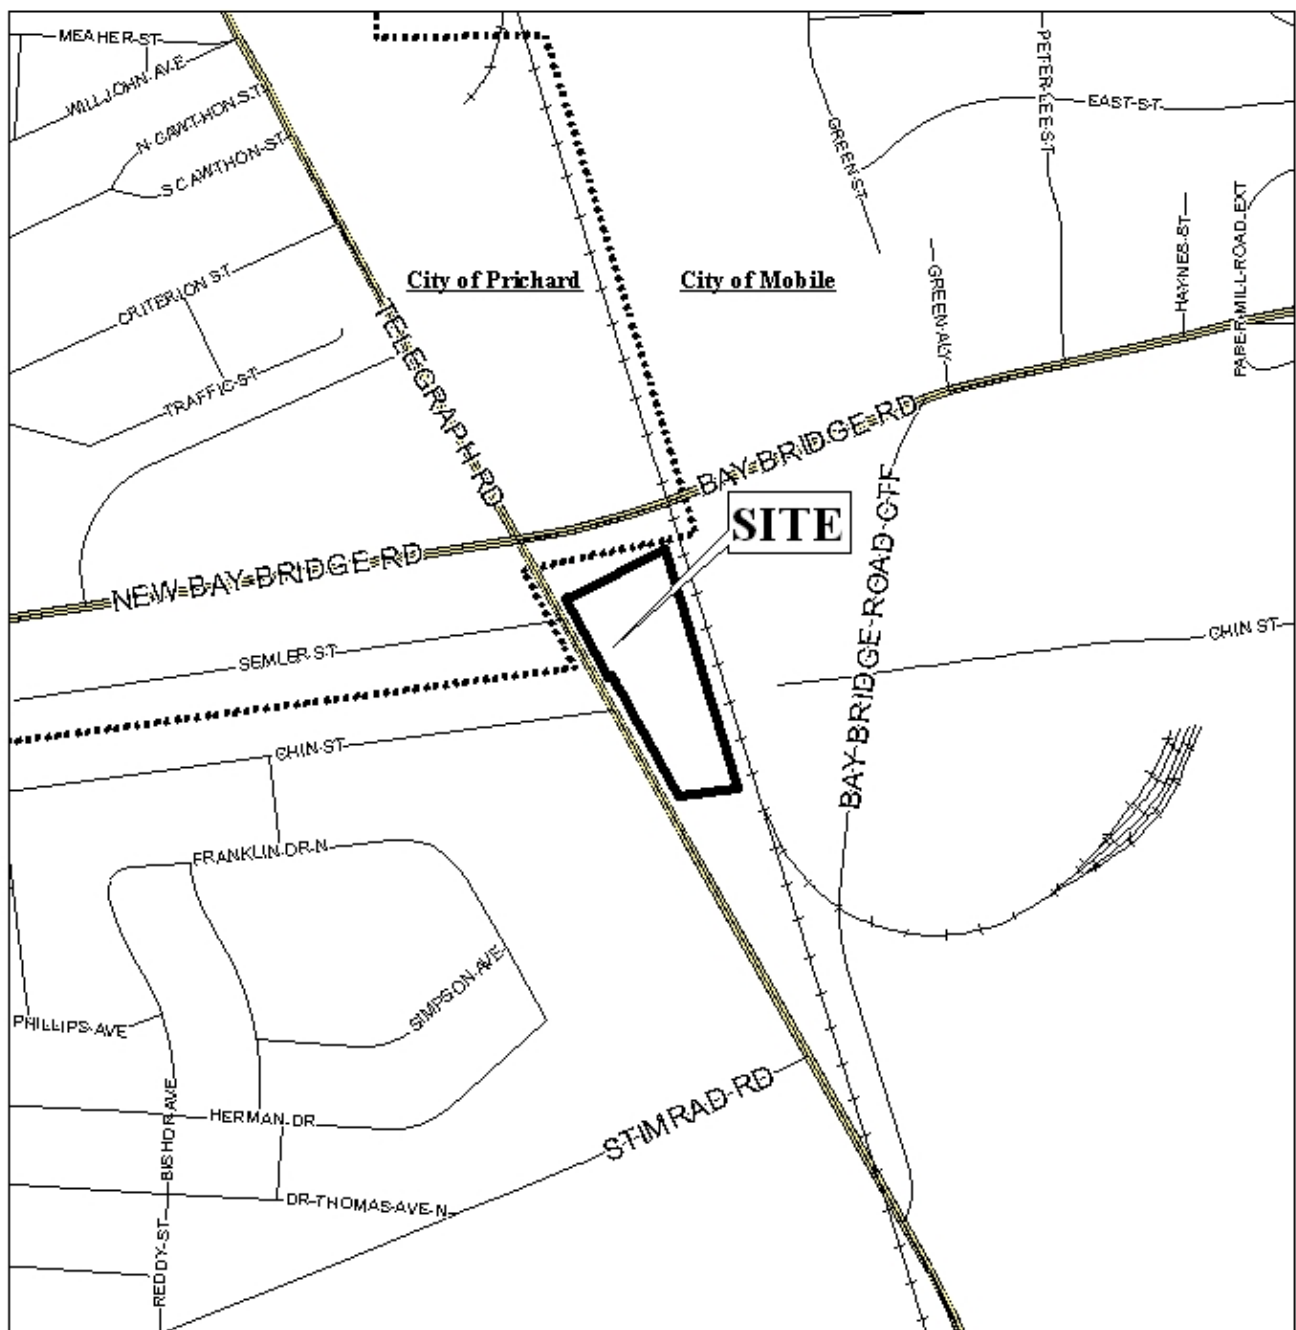 MEAHER ST
WILLJOHN AVE
N CAWTHON ST
S CAWTHON ST
PETER LEE ST
EAST ST
GREEN ST
HAYNES ST
PAPER MILL ROAD EXT
City of Prichard
City of Mobile
GREEN ALY
CRITERION ST
TELEGRAPH RD
TRAFFIC ST
BAY BRIDGE RD
SITE
NEW BAY BRIDGE RD
BAY BRIDGE ROAD CTF
CHIN ST
SEMLER ST
CHIN ST
FRANKLIN DR N
SIMPSON AVE
PHILLIPS AVE
BISHOP AVE
HERMAN DR
STIMRAD RD
DR THOMAS AVE N
REDDY ST